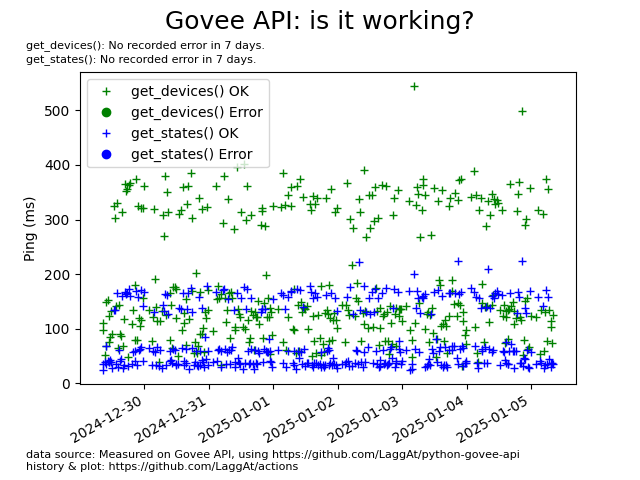 Govee API: is it working?
get_devices(): No recorded error in 7 days.
get_states(): No recorded error in 7 days.
get_devices() OK
get_devices() Error
get_states() OK
get_states() Error
Ping (ms)
500
400
300
200
100
0
2024-12-30
2024-12-31
2025-01-01
2025-01-02
2025-01-03
2025-01-04
2025-01-05
data source: Measured on Govee API, using https://github.com/LaggAt/python-govee-api
history & plot: https://github.com/LaggAt/actions